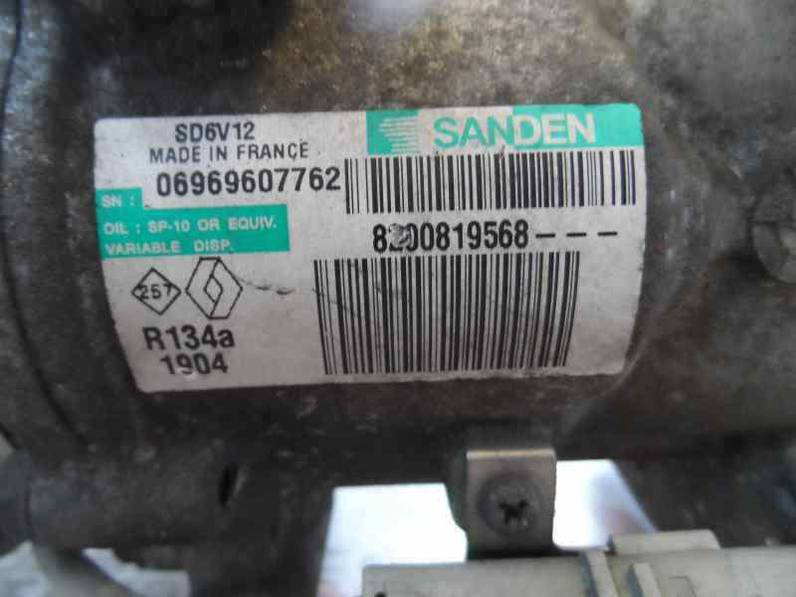 SD6V12
SANDEN
MADE IN FRANCE
SN : 06969607762
OIL : SP-10 OR EQUIV.
VARIABLE DISP.
8200819568---
257
R134a
1904